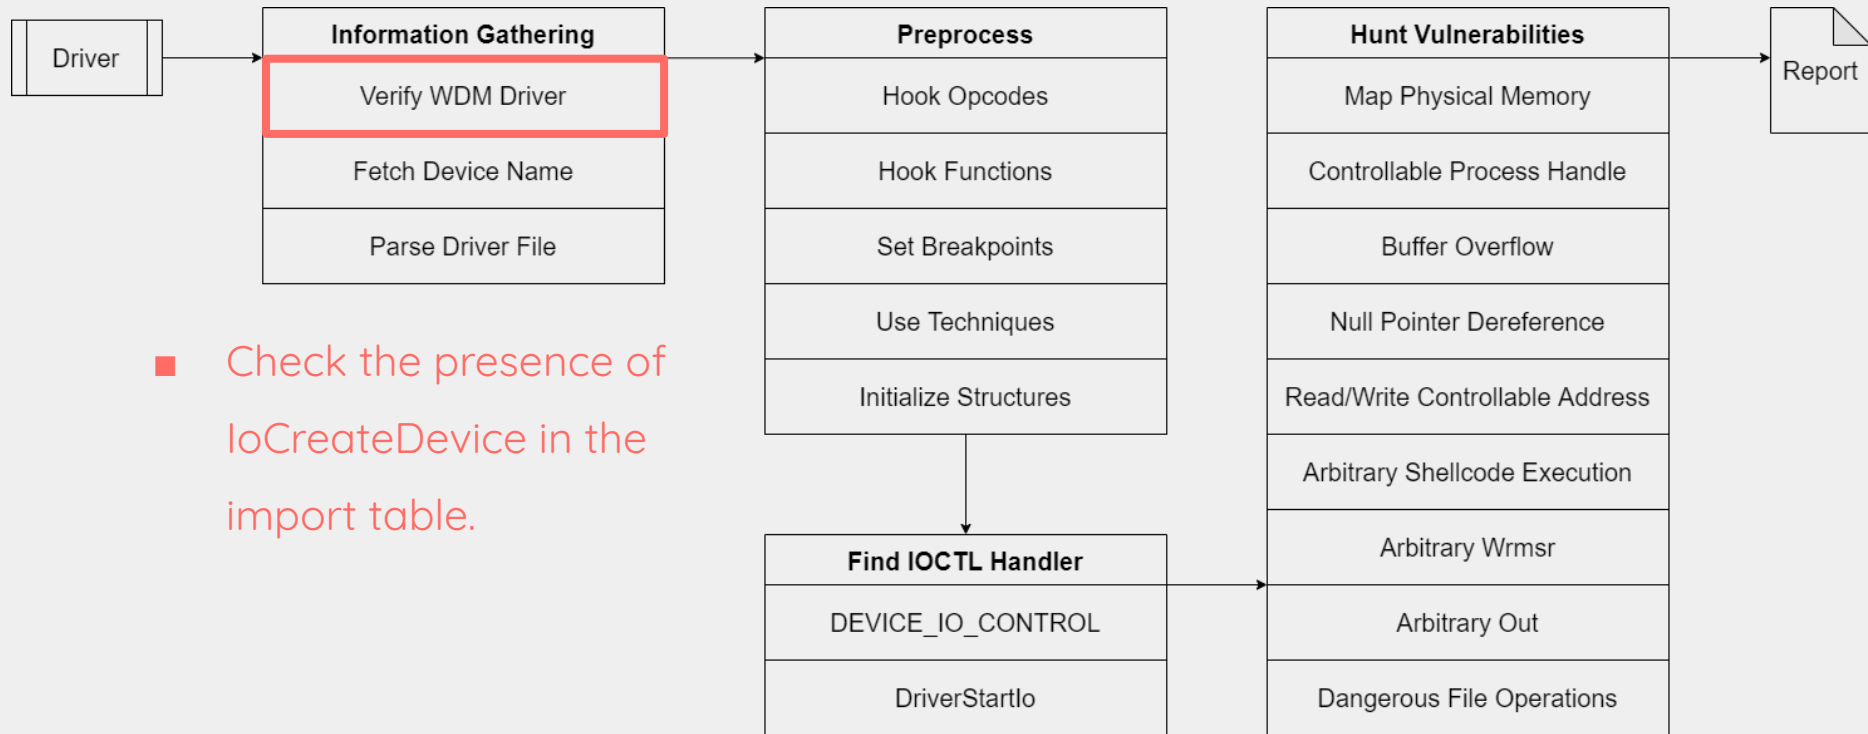 Driver
Information Gathering
Verify WDM Driver
Fetch Device Name
Parse Driver File
■ Check the presence of
IoCreateDevice in the
import table.
Preprocess
Hook Opcodes
Hook Functions
Set Breakpoints
Use Techniques
Initialize Structures
Find IOCTL Handler
DEVICE_IO_CONTROL
DriverStartIo
Hunt Vulnerabilities
Map Physical Memory
Controllable Process Handle
Buffer Overflow
Null Pointer Dereference
Read/Write Controllable Address
Arbitrary Shellcode Execution
Arbitrary Wrmsr
Arbitrary Out
Dangerous File Operations
Report